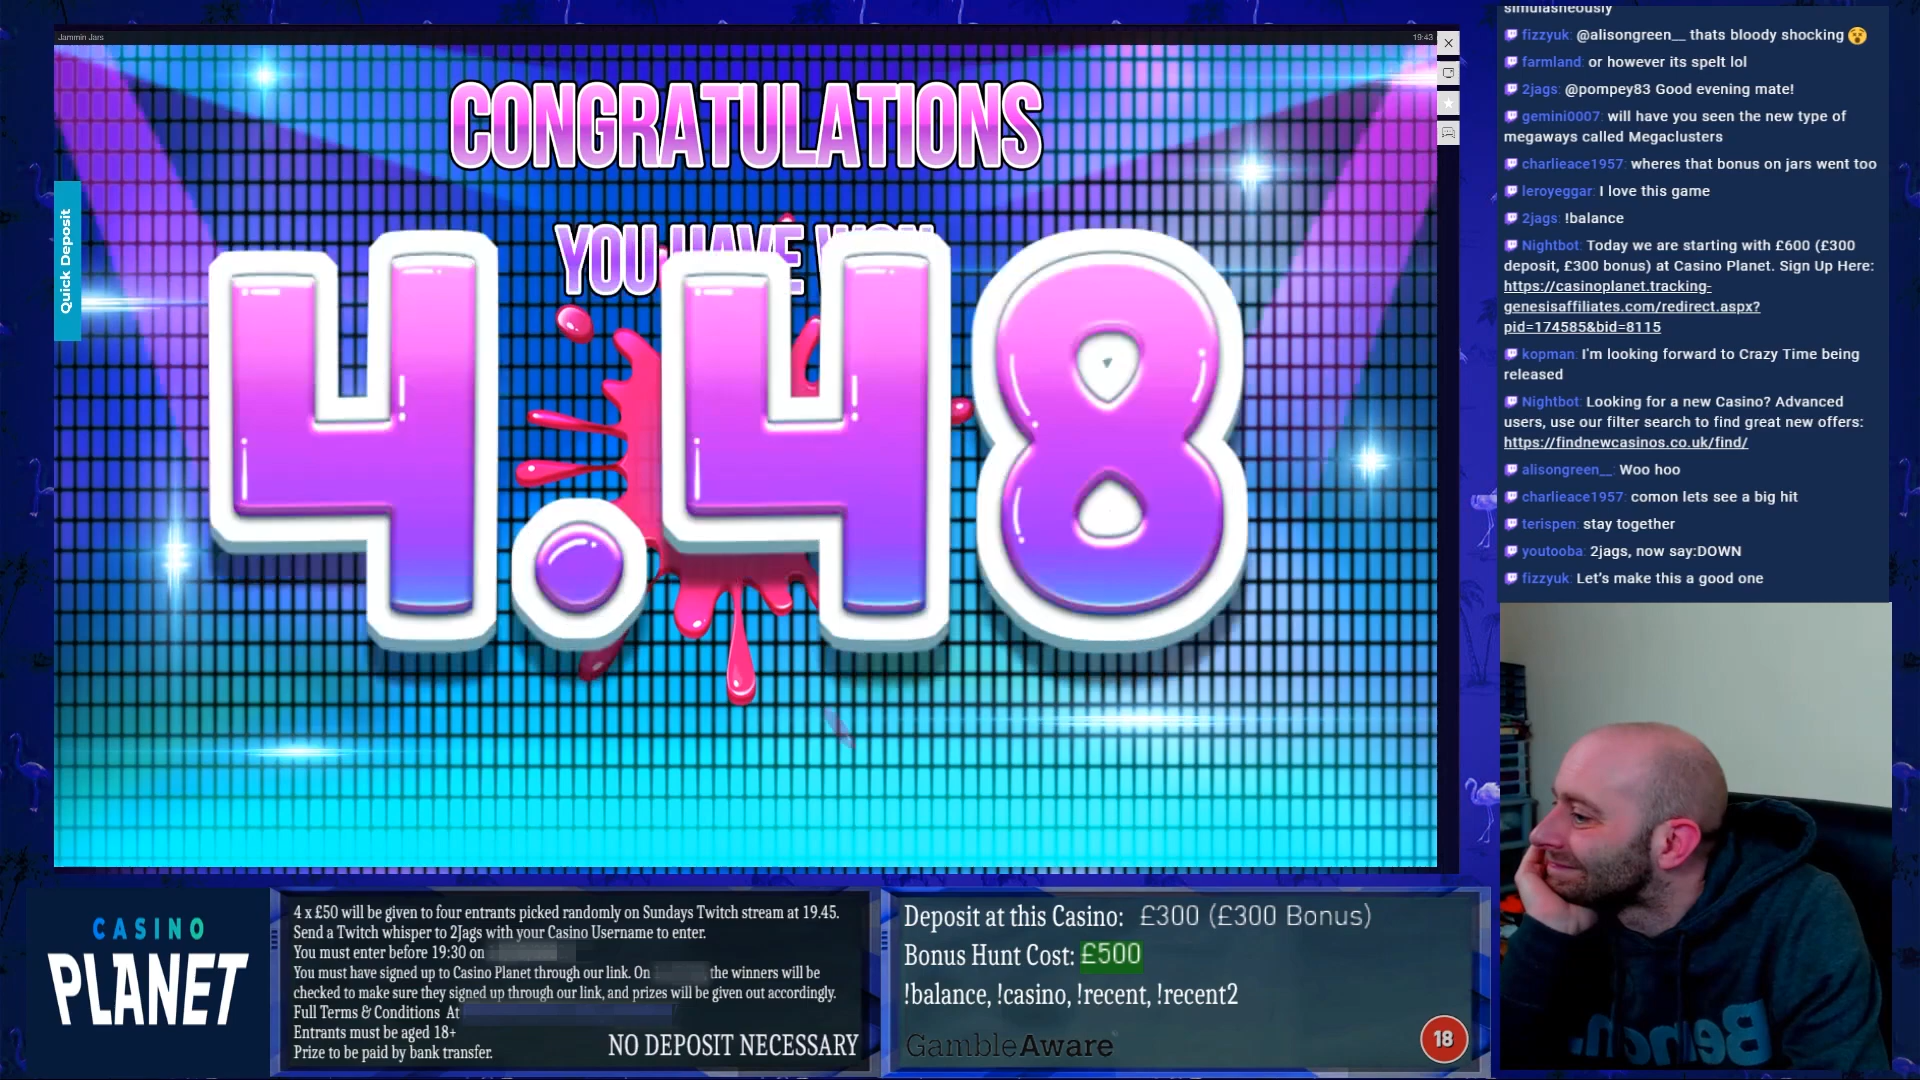 Jammin Jars
19:43
CONGRATULATIONS
YOU HAVE WON
4.48
Quick Deposit
simulasneously
fizzyuk: @alisongreen__ thats bloody shocking
farmland: or however its spelt lol
2jags: @pompey83 Good evening mate!
gemini0007: will have you seen the new type of
megaways called Megaclusters
charlieace1957: wheres that bonus on jars went too
leroyeggar: I love this game
2jags: !balance
Nightbot: Today we are starting with £600 (£300
deposit, £300 bonus) at Casino Planet. Sign Up Here:
https://casinoplanet.tracking-
genesisaffiliates.com/redirect.aspx?
pid=174585&bid=8115
kopman: I'm looking forward to Crazy Time being
released
Nightbot: Looking for a new Casino? Advanced
users, use our filter search to find great new offers:
https://findnewcasinos.co.uk/find/
alisongreen__: Woo hoo
charlieace1957: comon lets see a big hit
terispen: stay together
youtooba: 2jags, now say:DOWN
fizzyuk: Let's make this a good one
CASINO
PLANET
4 x £50 will be given to four entrants picked randomly on Sundays Twitch stream at 19.45.
Send a Twitch whisper to 2Jags with your Casino Username to enter.
You must enter before 19:30 on
You must have signed up to Casino Planet through our link. On the winners will be
checked to make sure they signed up through our link, and prizes will be given out accordingly.
Full Terms & Conditions At
Entrants must be aged 18+
Prize to be paid by bank transfer.
NO DEPOSIT NECESSARY
Deposit at this Casino: £300 (£300 Bonus)
Bonus Hunt Cost: £500
!balance, !casino, !recent, !recent2
GambleAware
18